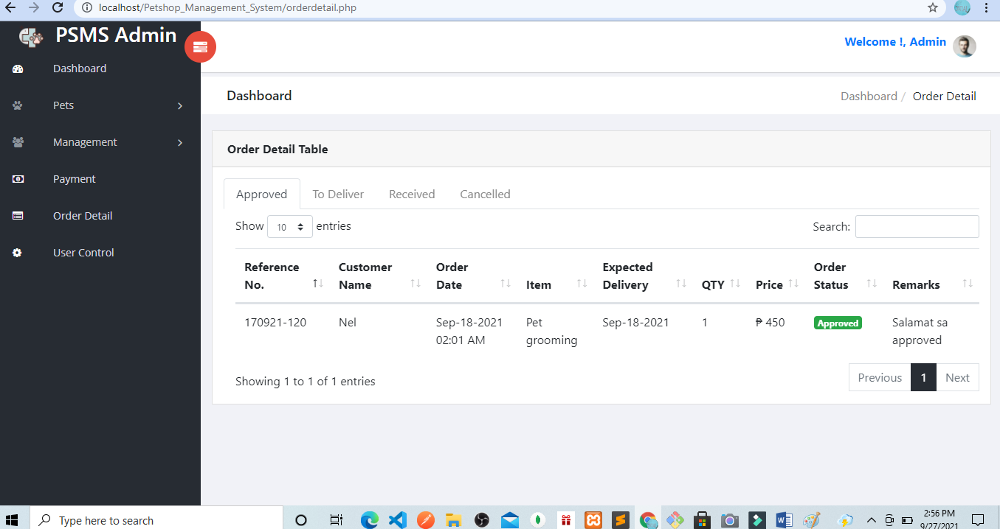 localhost/Petshop_Management_System/orderdetail.php
PSMS Admin
Welcome !, Admin
Dashboard
Pets
Management
Payment
Order Detail
User Control
Dashboard
Dashboard / Order Detail
Order Detail Table
Approved To Deliver Received Cancelled
Show 10 entries
Search:
Reference No. Customer Name Order Date Item Expected Delivery QTY Price Order Status Remarks
170921-120 Nel Sep-18-2021 02:01 AM Pet grooming Sep-18-2021 1 ₱ 450 Approved Salamat sa approved
Showing 1 to 1 of 1 entries
Previous 1 Next
Type here to search
2:56 PM
9/27/2021